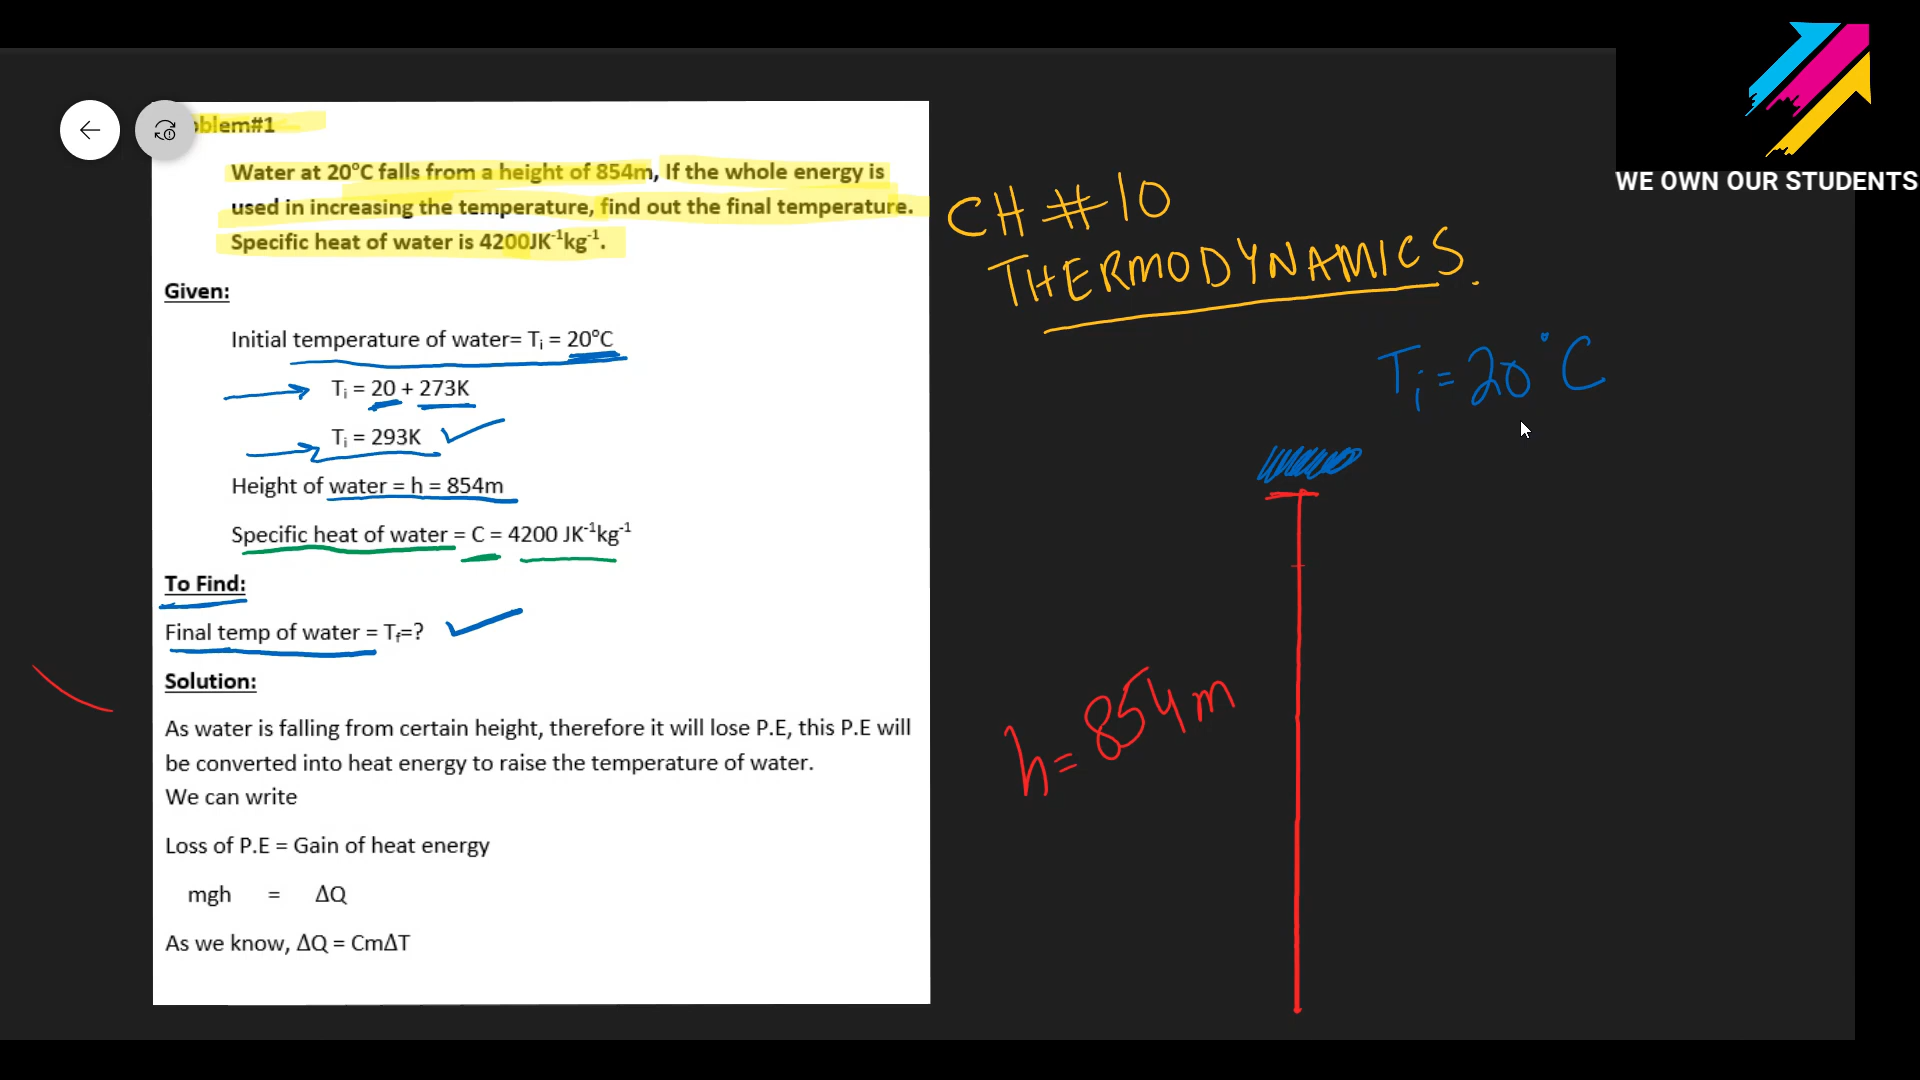 oblem#1
Water at 20°C falls from a height of 854m, If the whole energy is
used in increasing the temperature, find out the final temperature.
Specific heat of water is 4200JK⁻¹kg⁻¹.
Given:
Initial temperature of water= Tᵢ = 20°C
Tᵢ = 20 + 273K
Tᵢ = 293K
Height of water = h = 854m
Specific heat of water = C = 4200 JK⁻¹kg⁻¹
To Find:
Final temp of water = T_f=?
Solution:
As water is falling from certain height, therefore it will lose P.E, this P.E will
be converted into heat energy to raise the temperature of water.
We can write
Loss of P.E = Gain of heat energy
mgh = ΔQ
As we know, ΔQ = CmΔT
WE OWN OUR STUDENTS
CH #10
THERMODYNAMICS.
Tᵢ = 20°C
h = 854m